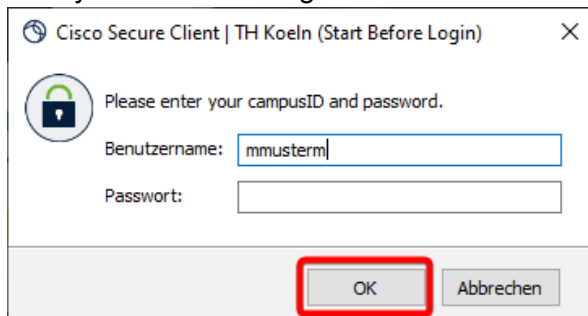 Cisco Secure Client | TH Koeln (Start Before Login)
Please enter your campusID and password.
Benutzername: mmusterm
Passwort:
OK Abbrechen